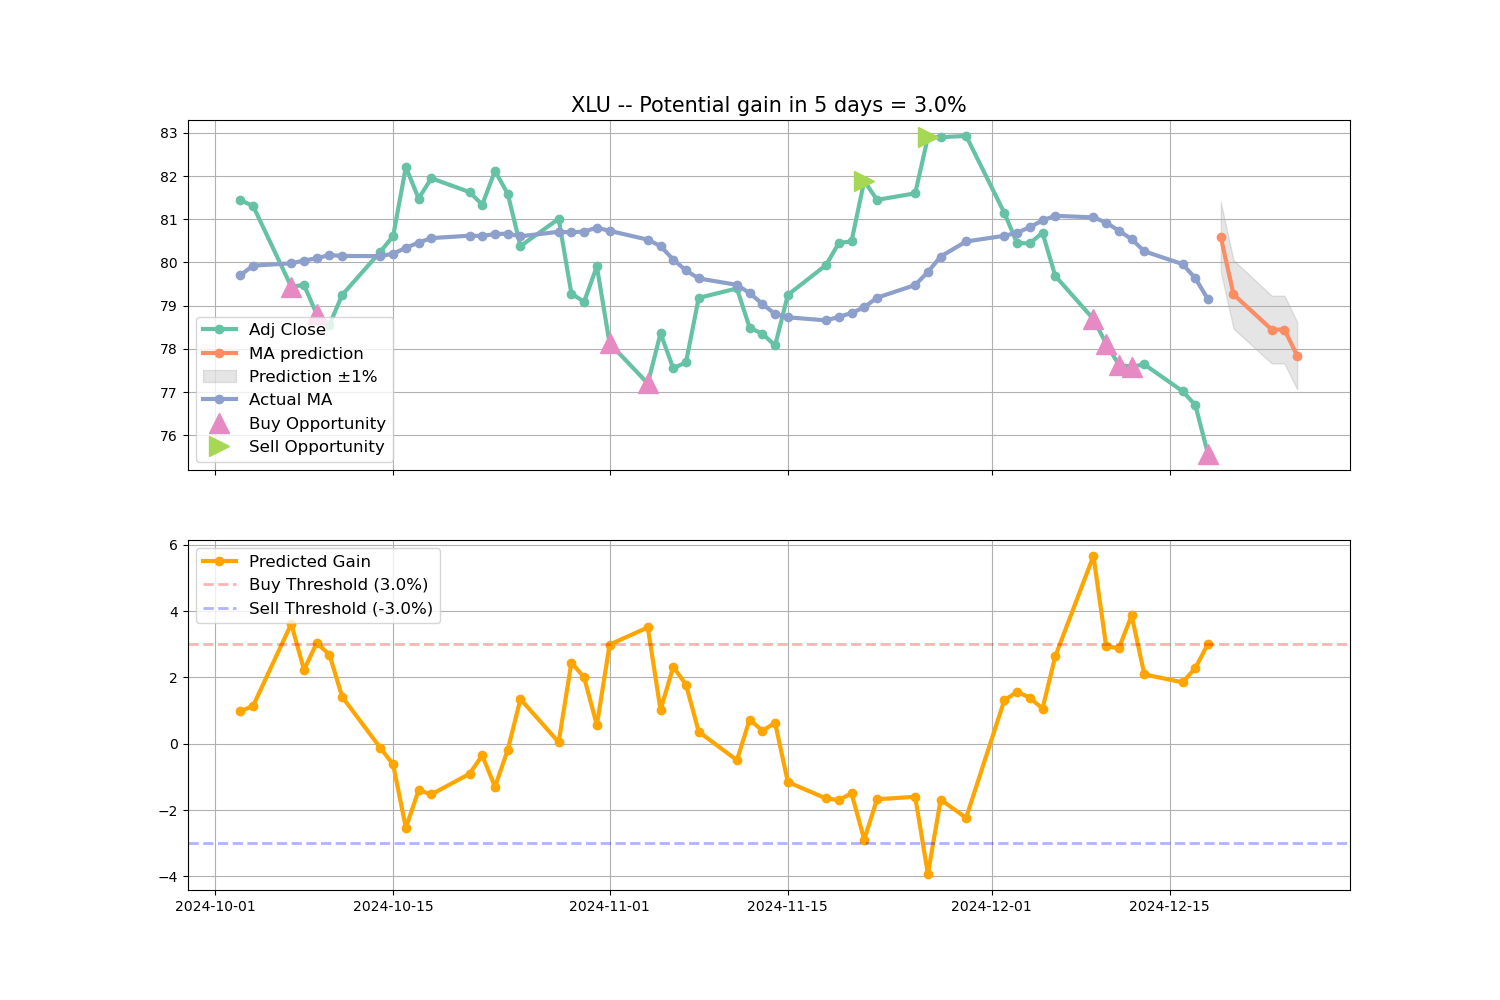 XLU -- Potential gain in 5 days = 3.0%
83
82
81
80
79
78
77
76
Adj Close
MA prediction
Prediction ±1%
Actual MA
Buy Opportunity
Sell Opportunity
6
4
2
0
−2
−4
Predicted Gain
Buy Threshold (3.0%)
Sell Threshold (-3.0%)
2024-10-01
2024-10-15
2024-11-01
2024-11-15
2024-12-01
2024-12-15